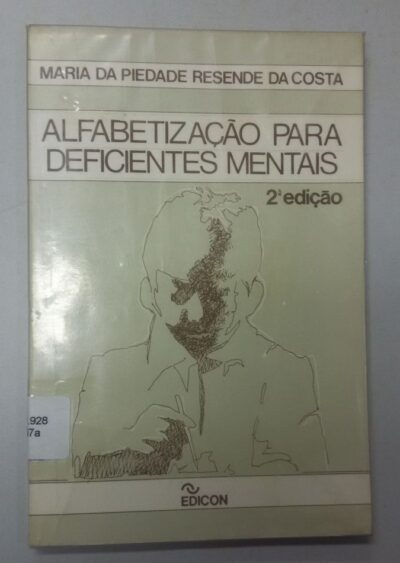 MARIA DA PIEDADE RESENDE DA COSTA
ALFABETIZAÇÃO PARA
DEFICIENTES MENTAIS
2ª edição
.928
7a
EDICON